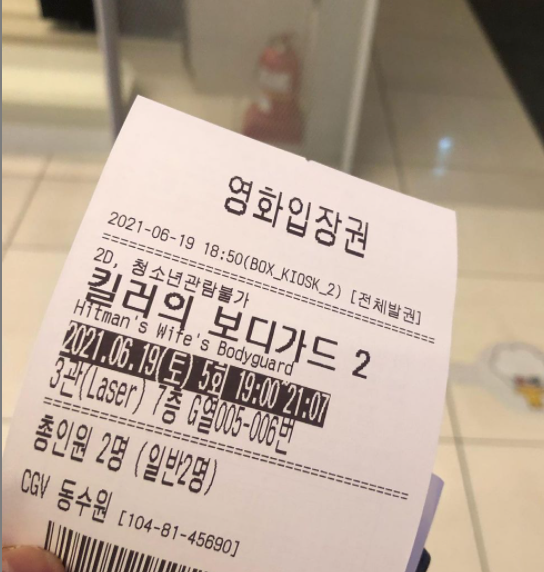 영화입장권
2021-06-19 18:50(BOX_KIOSK_2) [전체발권]
2D, 청소년관람불가
킬러의 보디가드 2
Hitman's Wife's Bodyguard
2021.06.19(토) 5회 19:00~21:07
3관(Laser) 7층 G열005-006번
총인원 2명 (일반2명)
CGV 동수원 [104-81-45690]